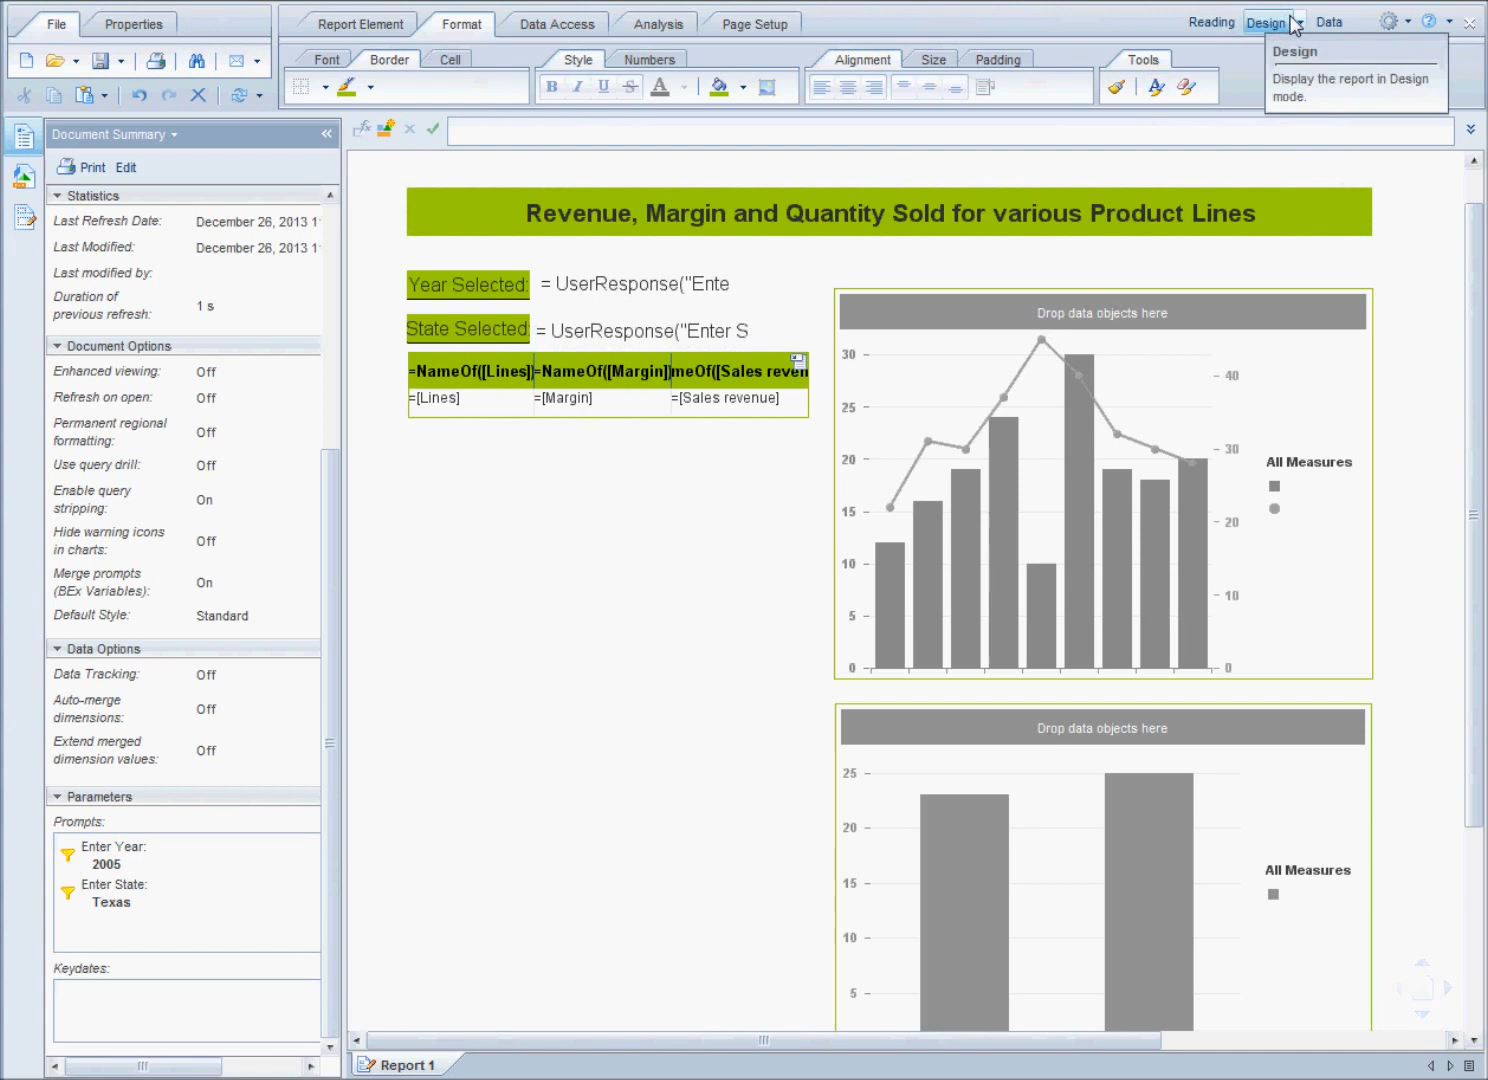 File
Properties
Report Element
Format
Data Access
Analysis
Page Setup
Reading
Design
Data
Font
Border
Cell
Style
Numbers
Alignment
Size
Padding
Tools
B I U S A
Design
Display the report in Design
mode.
Document Summary
Print Edit
Statistics
Last Refresh Date: December 26, 2013 1
Last Modified: December 26, 2013 1
Last modified by:
Duration of
previous refresh: 1 s
Document Options
Enhanced viewing: Off
Refresh on open: Off
Permanent regional
formatting: Off
Use query drill: Off
Enable query
stripping: On
Hide warning icons
in charts: Off
Merge prompts
(BEx Variables): On
Default Style: Standard
Data Options
Data Tracking: Off
Auto-merge
dimensions: Off
Extend merged
dimension values: Off
Parameters
Prompts:
Enter Year:
2005
Enter State:
Texas
Keydates:
Revenue, Margin and Quantity Sold for various Product Lines
Year Selected: = UserResponse("Ente
State Selected: = UserResponse("Enter S
=NameOf([Lines]) =NameOf([Margin]) meOf([Sales reven
=[Lines] =[Margin] =[Sales revenue]
Drop data objects here
30
25
20
15
10
5
0
40
30
20
10
0
All Measures
Drop data objects here
25
20
15
10
5
All Measures
Report 1